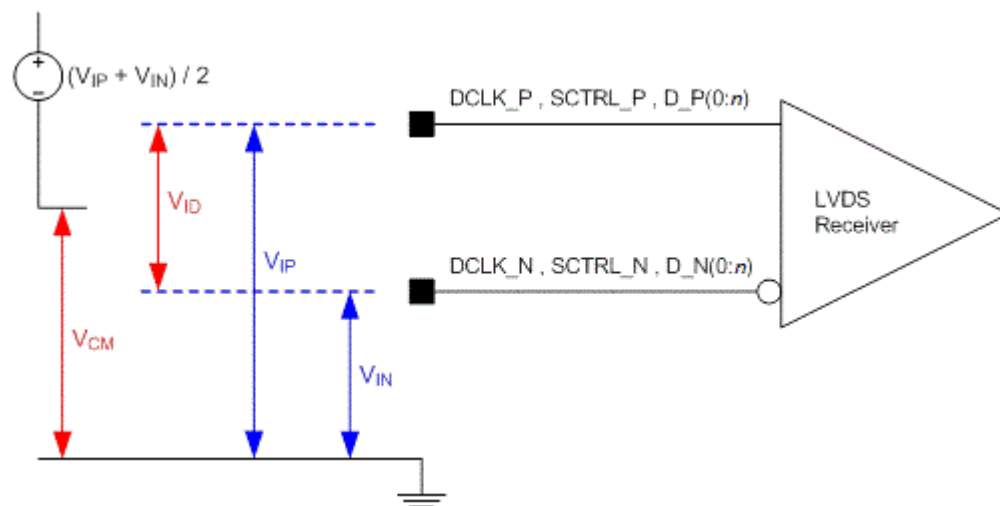 +
−
(VIP + VIN) / 2
DCLK_P , SCTRL_P , D_P(0:n)
VID
LVDS
Receiver
VIP
DCLK_N , SCTRL_N , D_N(0:n)
VCM
VIN